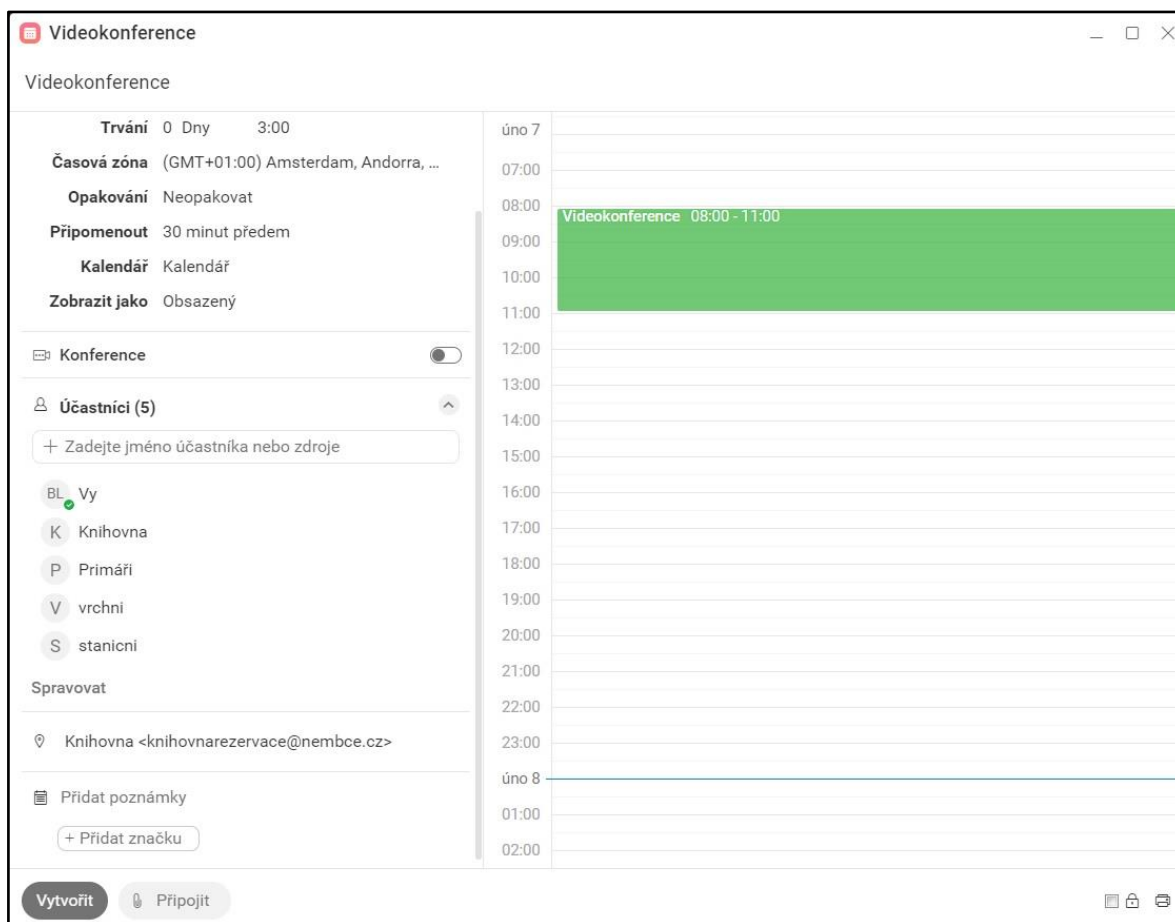 Videokonference
Videokonference
Trvání 0 Dny 3:00
Časová zóna (GMT+01:00) Amsterdam, Andorra, ...
Opakování Neopakovat
Připomenout 30 minut předem
Kalendář Kalendář
Zobrazit jako Obsazený
Konference
Účastníci (5)
+ Zadejte jméno účastníka nebo zdroje
BL Vy
K Knihovna
P Primáři
V vrchni
S stanicni
Spravovat
Knihovna <knihovnarezervace@nembce.cz>
Přidat poznámky
+ Přidat značku
Vytvořit
Připojit
úno 7
07:00
08:00
Videokonference 08:00 - 11:00
09:00
10:00
11:00
12:00
13:00
14:00
15:00
16:00
17:00
18:00
19:00
20:00
21:00
22:00
23:00
úno 8
01:00
02:00